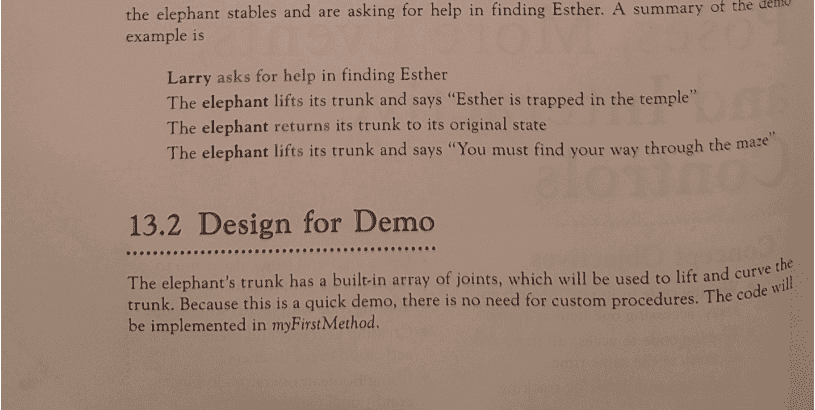 the elephant stables and are asking for help in finding Esther. A summary of the demo
example is
Larry asks for help in finding Esther
The elephant lifts its trunk and says “Esther is trapped in the temple”
The elephant returns its trunk to its original state
The elephant lifts its trunk and says “You must find your way through the maze”
13.2 Design for Demo
The elephant's trunk has a built-in array of joints, which will be used to lift and curve the
trunk. Because this is a quick demo, there is no need for custom procedures. The code will
be implemented in myFirstMethod.